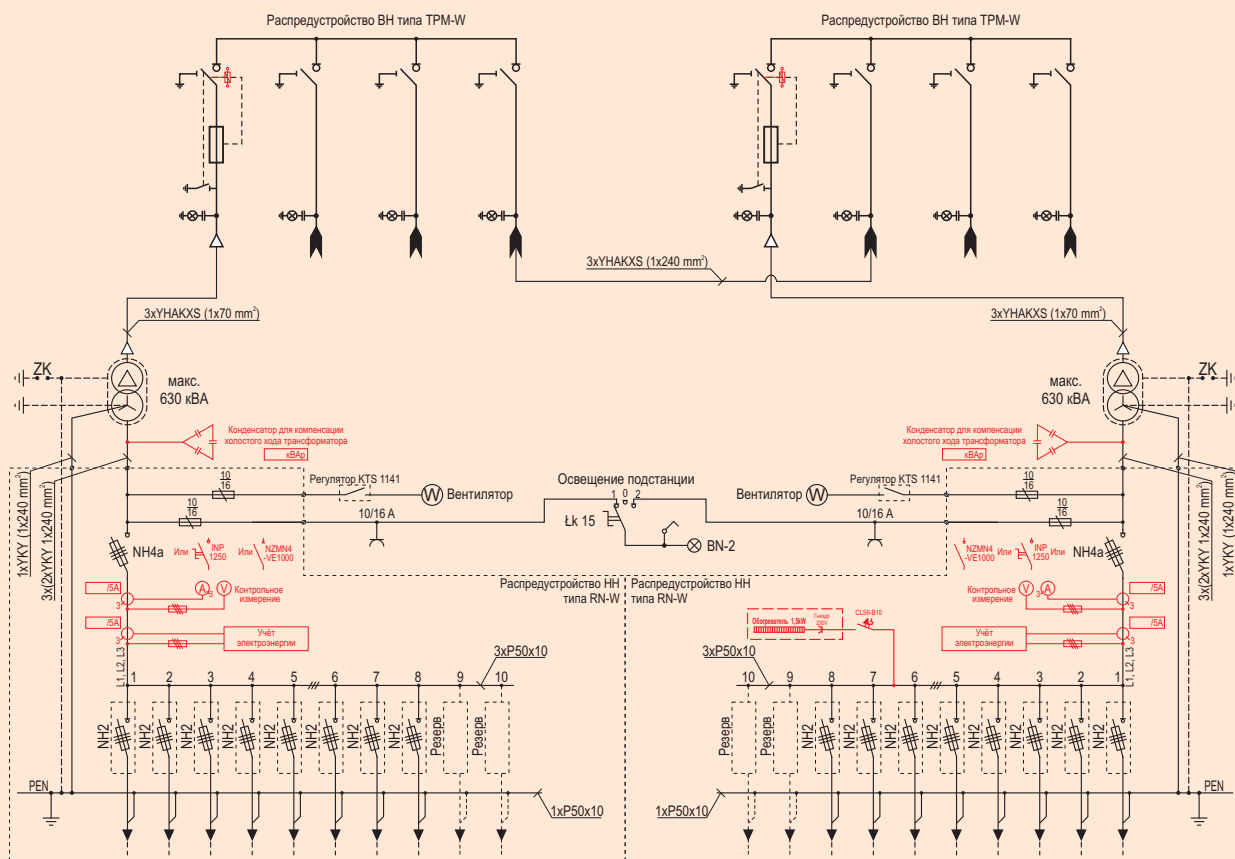 Распредустройство ВН типа TPM-W
Распредустройство ВН типа TPM-W
3xYHAKXS (1x240 mm²)
3xYHAKXS (1x70 mm²)
3xYHAKXS (1x70 mm²)
ZK
макс.
630 кВА
макс.
630 кВА
ZK
Конденсатор для компенсации
холостого хода трансформатора
кВАр
Конденсатор для компенсации
холостого хода трансформатора
кВАр
1xYKY (1x240 mm²)
3x(2xYKY 1x240 mm²)
10
16
Регулятор KTS 1141
Вентилятор
Освещение подстанции
1 0 2
Вентилятор
Регулятор KTS 1141
10
16
3x(2xYKY 1x240 mm²)
1xYKY (1x240 mm²)
10
16
10/16 A
Łk 15
BN-2
10/16 A
10
16
NH4a
Или
INP
1250
Или
NZMN4
-VE1000
NZMN4
-VE1000
Или
INP
1250
Или
NH4a
Распредустройство НН
типа RN-W
Распредустройство НН
типа RN-W
/5A
3
A
3
V
Контрольное
измерение
Контрольное
измерение
V
A
3
/5A
3
/5A
3
Учёт
электроэнергии
Обогреватель 1,5kW
Гнездо
230V
CLS6-B10
Учёт
электроэнергии
/5A
3
L1, L2, L3
3xP50x10
3xP50x10
L1, L2, L3
1 2 3 4 5 6 7 8 9 10
10 9 8 7 6 5 4 3 2 1
NH2 NH2 NH2 NH2 NH2 NH2 NH2 NH2 Резерв Резерв
Резерв Резерв NH2 NH2 NH2 NH2 NH2 NH2 NH2 NH2
PEN
1xP50x10
1xP50x10
PEN